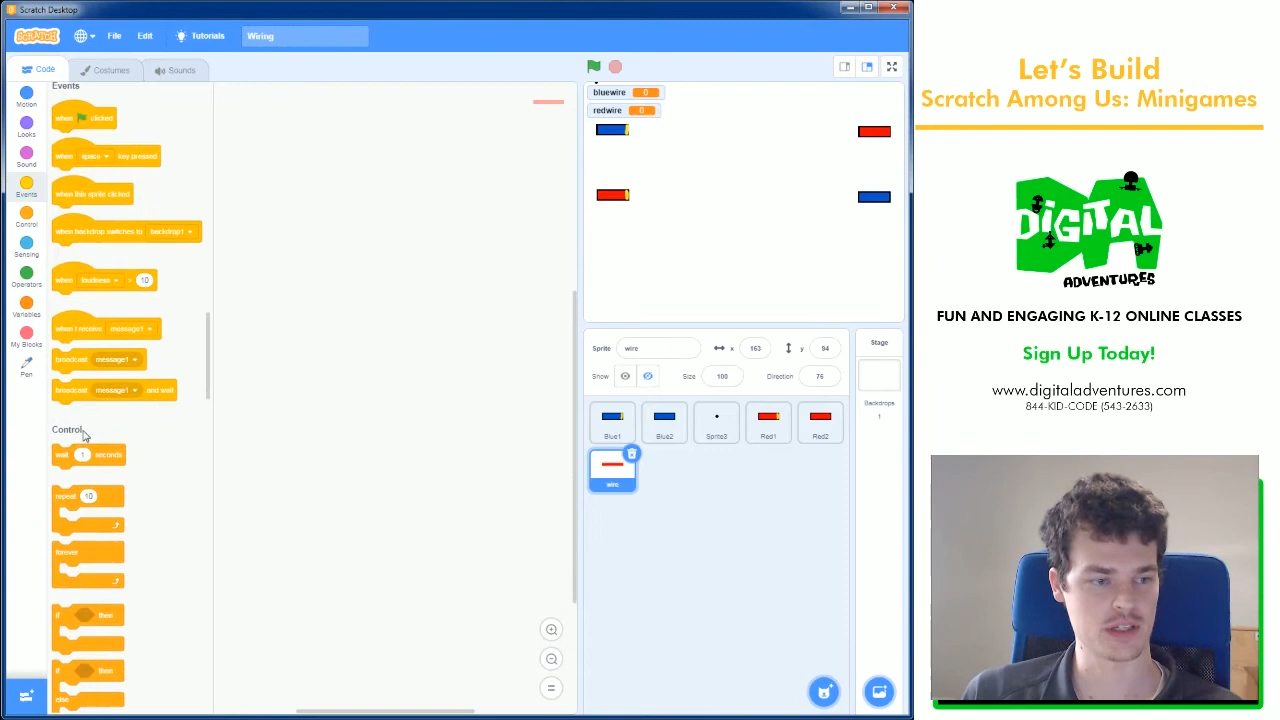 Scratch Desktop
SCRATCH
File
Edit
Tutorials
Wiring
Code
Costumes
Sounds
Motion
Looks
Sound
Events
Control
Sensing
Operators
Variables
My Blocks
Pen
Events
when clicked
when space key pressed
when this sprite clicked
when backdrop switches to backdrop1
when loudness > 10
when I receive message1
broadcast message1
broadcast message1 and wait
Control
wait 1 seconds
repeat 10
forever
if then
if then
else
bluewire 0
redwire 0
Sprite wire x 163 y 94
Show Size 100 Direction 76
Blue1
Blue2
Sprite3
Red1
Red2
wire
Stage
Backdrops
1
Let's Build
Scratch Among Us: Minigames
DIGITAL
ADVENTURES
FUN AND ENGAGING K-12 ONLINE CLASSES
Sign Up Today!
www.digitaladventures.com
844-KID-CODE (543-2633)